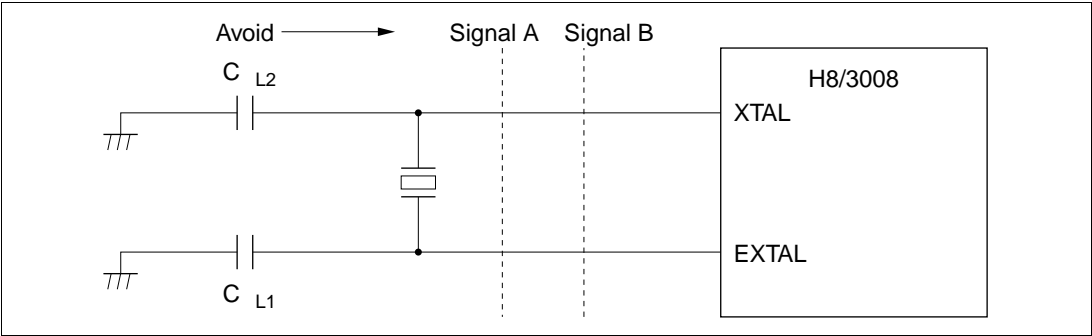 Avoid Signal A Signal B
C L2
H8/3008
XTAL
EXTAL
C L1